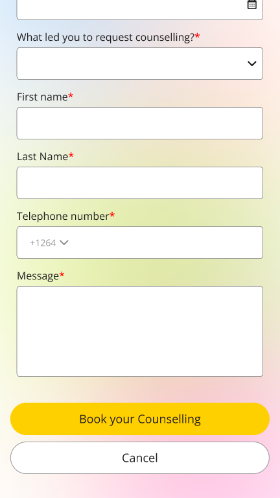 What led you to request counselling?*
First name*
Last Name*
Telephone number*
+1264
Message*
Book your Counselling
Cancel